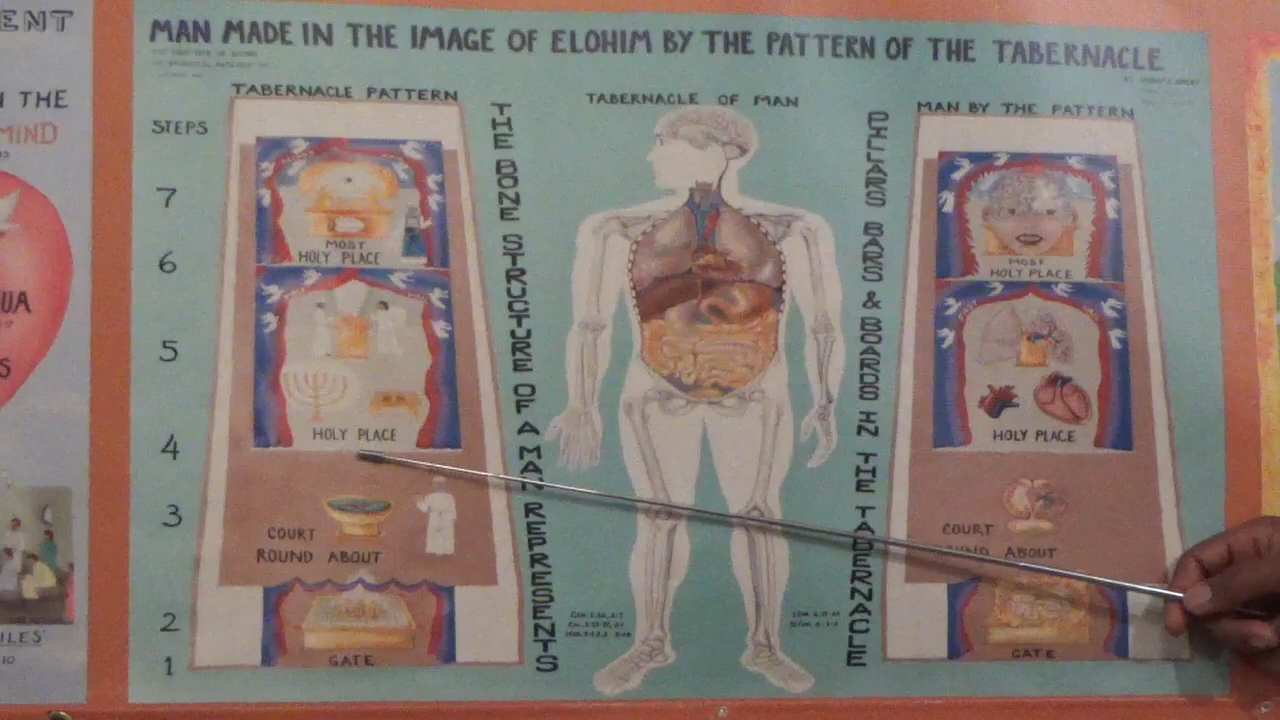 ENT
THE
MIND
UA
S
ILES
10
MAN MADE IN THE IMAGE OF ELOHIM BY THE PATTERN OF THE TABERNACLE
TABERNACLE PATTERN
STEPS
7
6
5
4
3
2
1
MOST
HOLY PLACE
HOLY PLACE
COURT
ROUND ABOUT
GATE
THE BONE STRUCTURE OF A MAN REPRESENTS
TABERNACLE OF MAN
PILLARS BARS & BOARDS IN THE TABERNACLE
MAN BY THE PATTERN
MOST
HOLY PLACE
HOLY PLACE
COURT
ROUND ABOUT
GATE